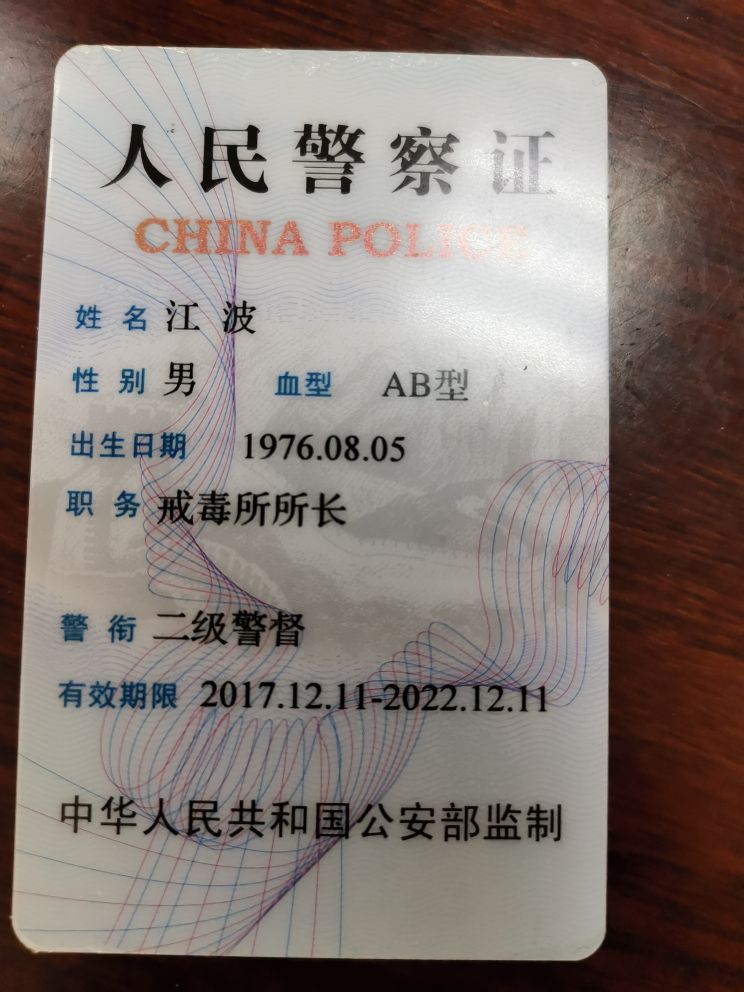 人民警察证
CHINA POLICE
姓名 江波
性别 男 血型 AB型
出生日期 1976.08.05
职务 戒毒所所长
警衔 二级警督
有效期限 2017.12.11-2022.12.11
中华人民共和国公安部监制